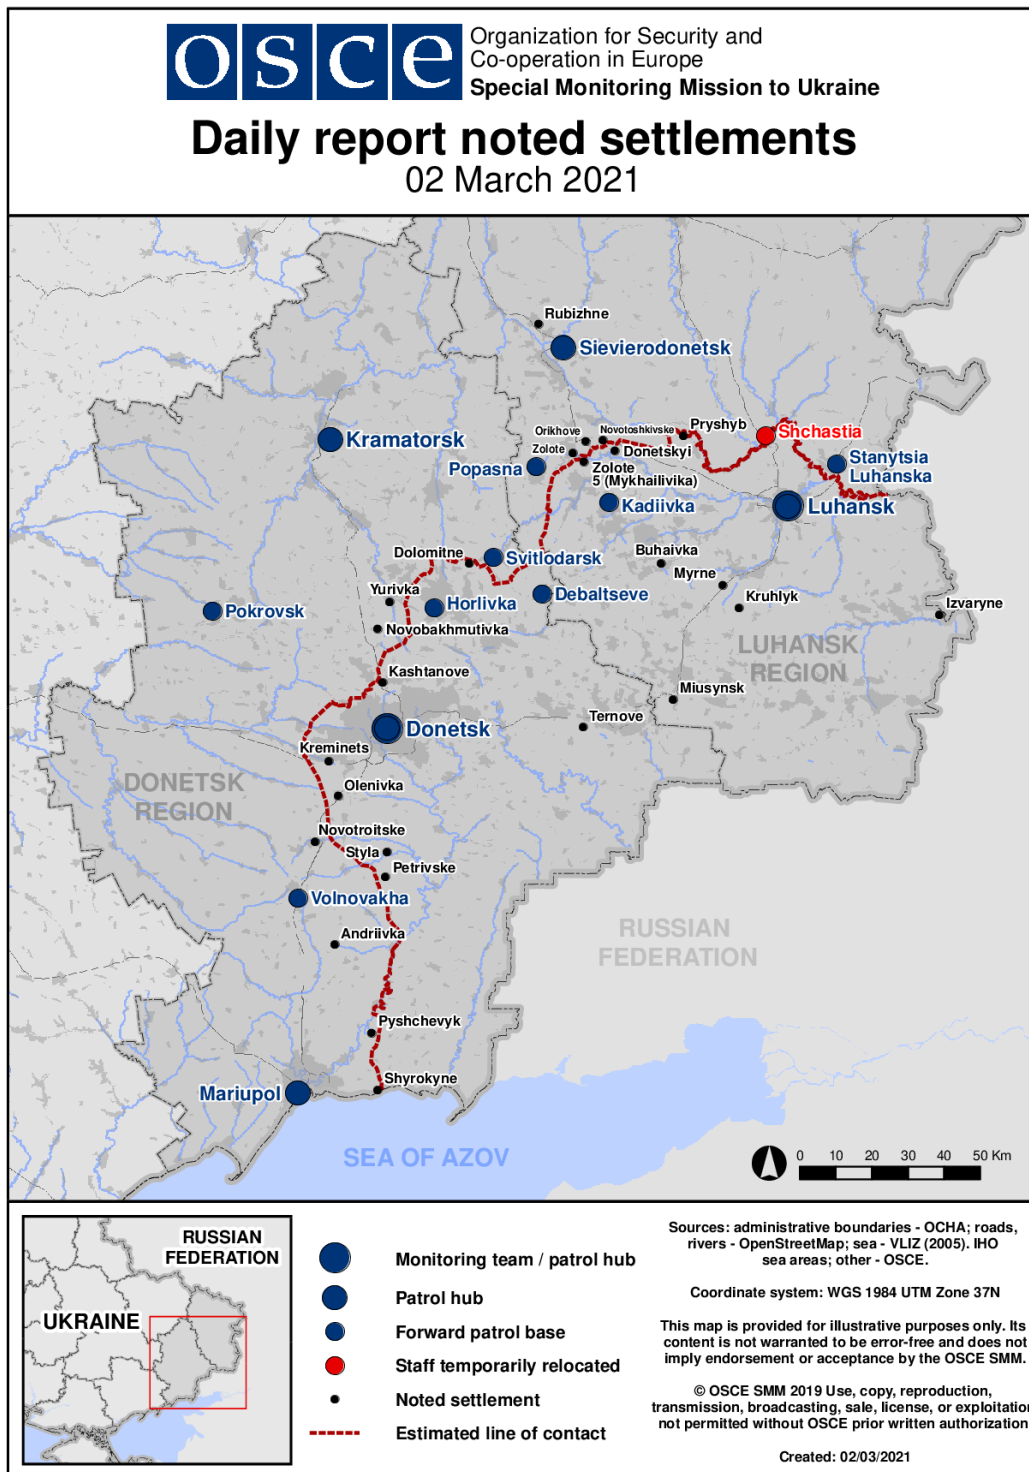 osce
Organization for Security and
Co-operation in Europe
Special Monitoring Mission to Ukraine
Daily report noted settlements
02 March 2021
Rubizhne
Sievierodonetsk
Kramatorsk
Orikhove
Novotoshkivske
Pryshyb
Shchastia
Zolote
Donetskyi
Popasna
Zolote
5 (Mykhailivika)
Stanytsia
Luhanska
Kadiivka
Luhansk
Dolomitne
Svitlodarsk
Buhaivka
Myrne
Yurivka
Horlivka
Debaltseve
Kruhlyk
Izvaryne
Pokrovsk
Novobakhmutivka
LUHANSK
REGION
Kashtanove
Miusynsk
Donetsk
Ternove
Kreminets
DONETSK
REGION
Olenivka
Novotroitske
Styla
Petrivske
Volnovakha
Andriivka
RUSSIAN
FEDERATION
Pyshchevyk
Shyrokyne
Mariupol
SEA OF AZOV
0 10 20 30 40 50 Km
RUSSIAN
FEDERATION
UKRAINE
Monitoring team / patrol hub
Patrol hub
Forward patrol base
Staff temporarily relocated
Noted settlement
Estimated line of contact
Sources: administrative boundaries - OCHA; roads,
rivers - OpenStreetMap; sea - VLIZ (2005). IHO
sea areas; other - OSCE.
Coordinate system: WGS 1984 UTM Zone 37N
This map is provided for illustrative purposes only. Its
content is not warranted to be error-free and does not
imply endorsement or acceptance by the OSCE SMM.
© OSCE SMM 2019 Use, copy, reproduction,
transmission, broadcasting, sale, license, or exploitation
not permitted without OSCE prior written authorization
Created: 02/03/2021